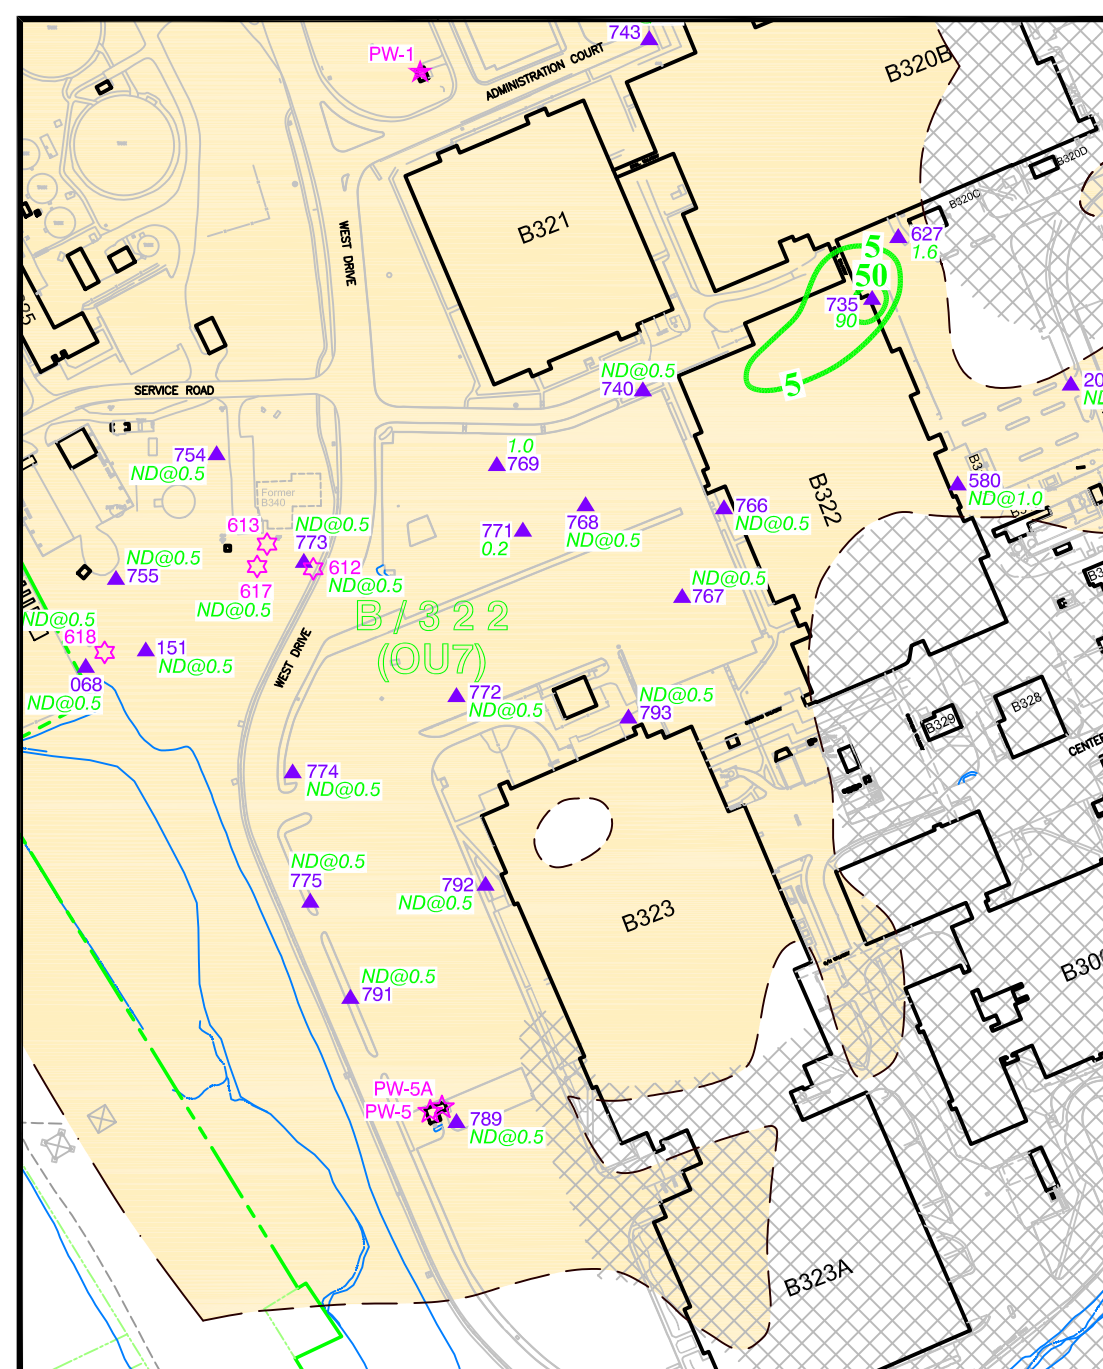 743
PW-1
ADMINISTRATION COURT
B320B
B320D
B320C
B321
WEST DRIVE
627
1.6
5
50
735
90
5
SERVICE ROAD
ND@0.5
740
20
ND
754
ND@0.5
1.0
769
Former
B340
580
ND@1.0
B322
766
ND@0.5
768
ND@0.5
771
0.2
613
ND@0.5
773
612
ND@0.5
617
ND@0.5
ND@0.5
755
ND@0.5
767
B/322
(OU7)
ND@0.5
618
151
ND@0.5
068
ND@0.5
WEST DRIVE
772
ND@0.5
ND@0.5
793
B328
B329
CENTER
774
ND@0.5
ND@0.5
775
792
ND@0.5
B323
B30
ND@0.5
791
PW-5A
PW-5
789
ND@0.5
B323A